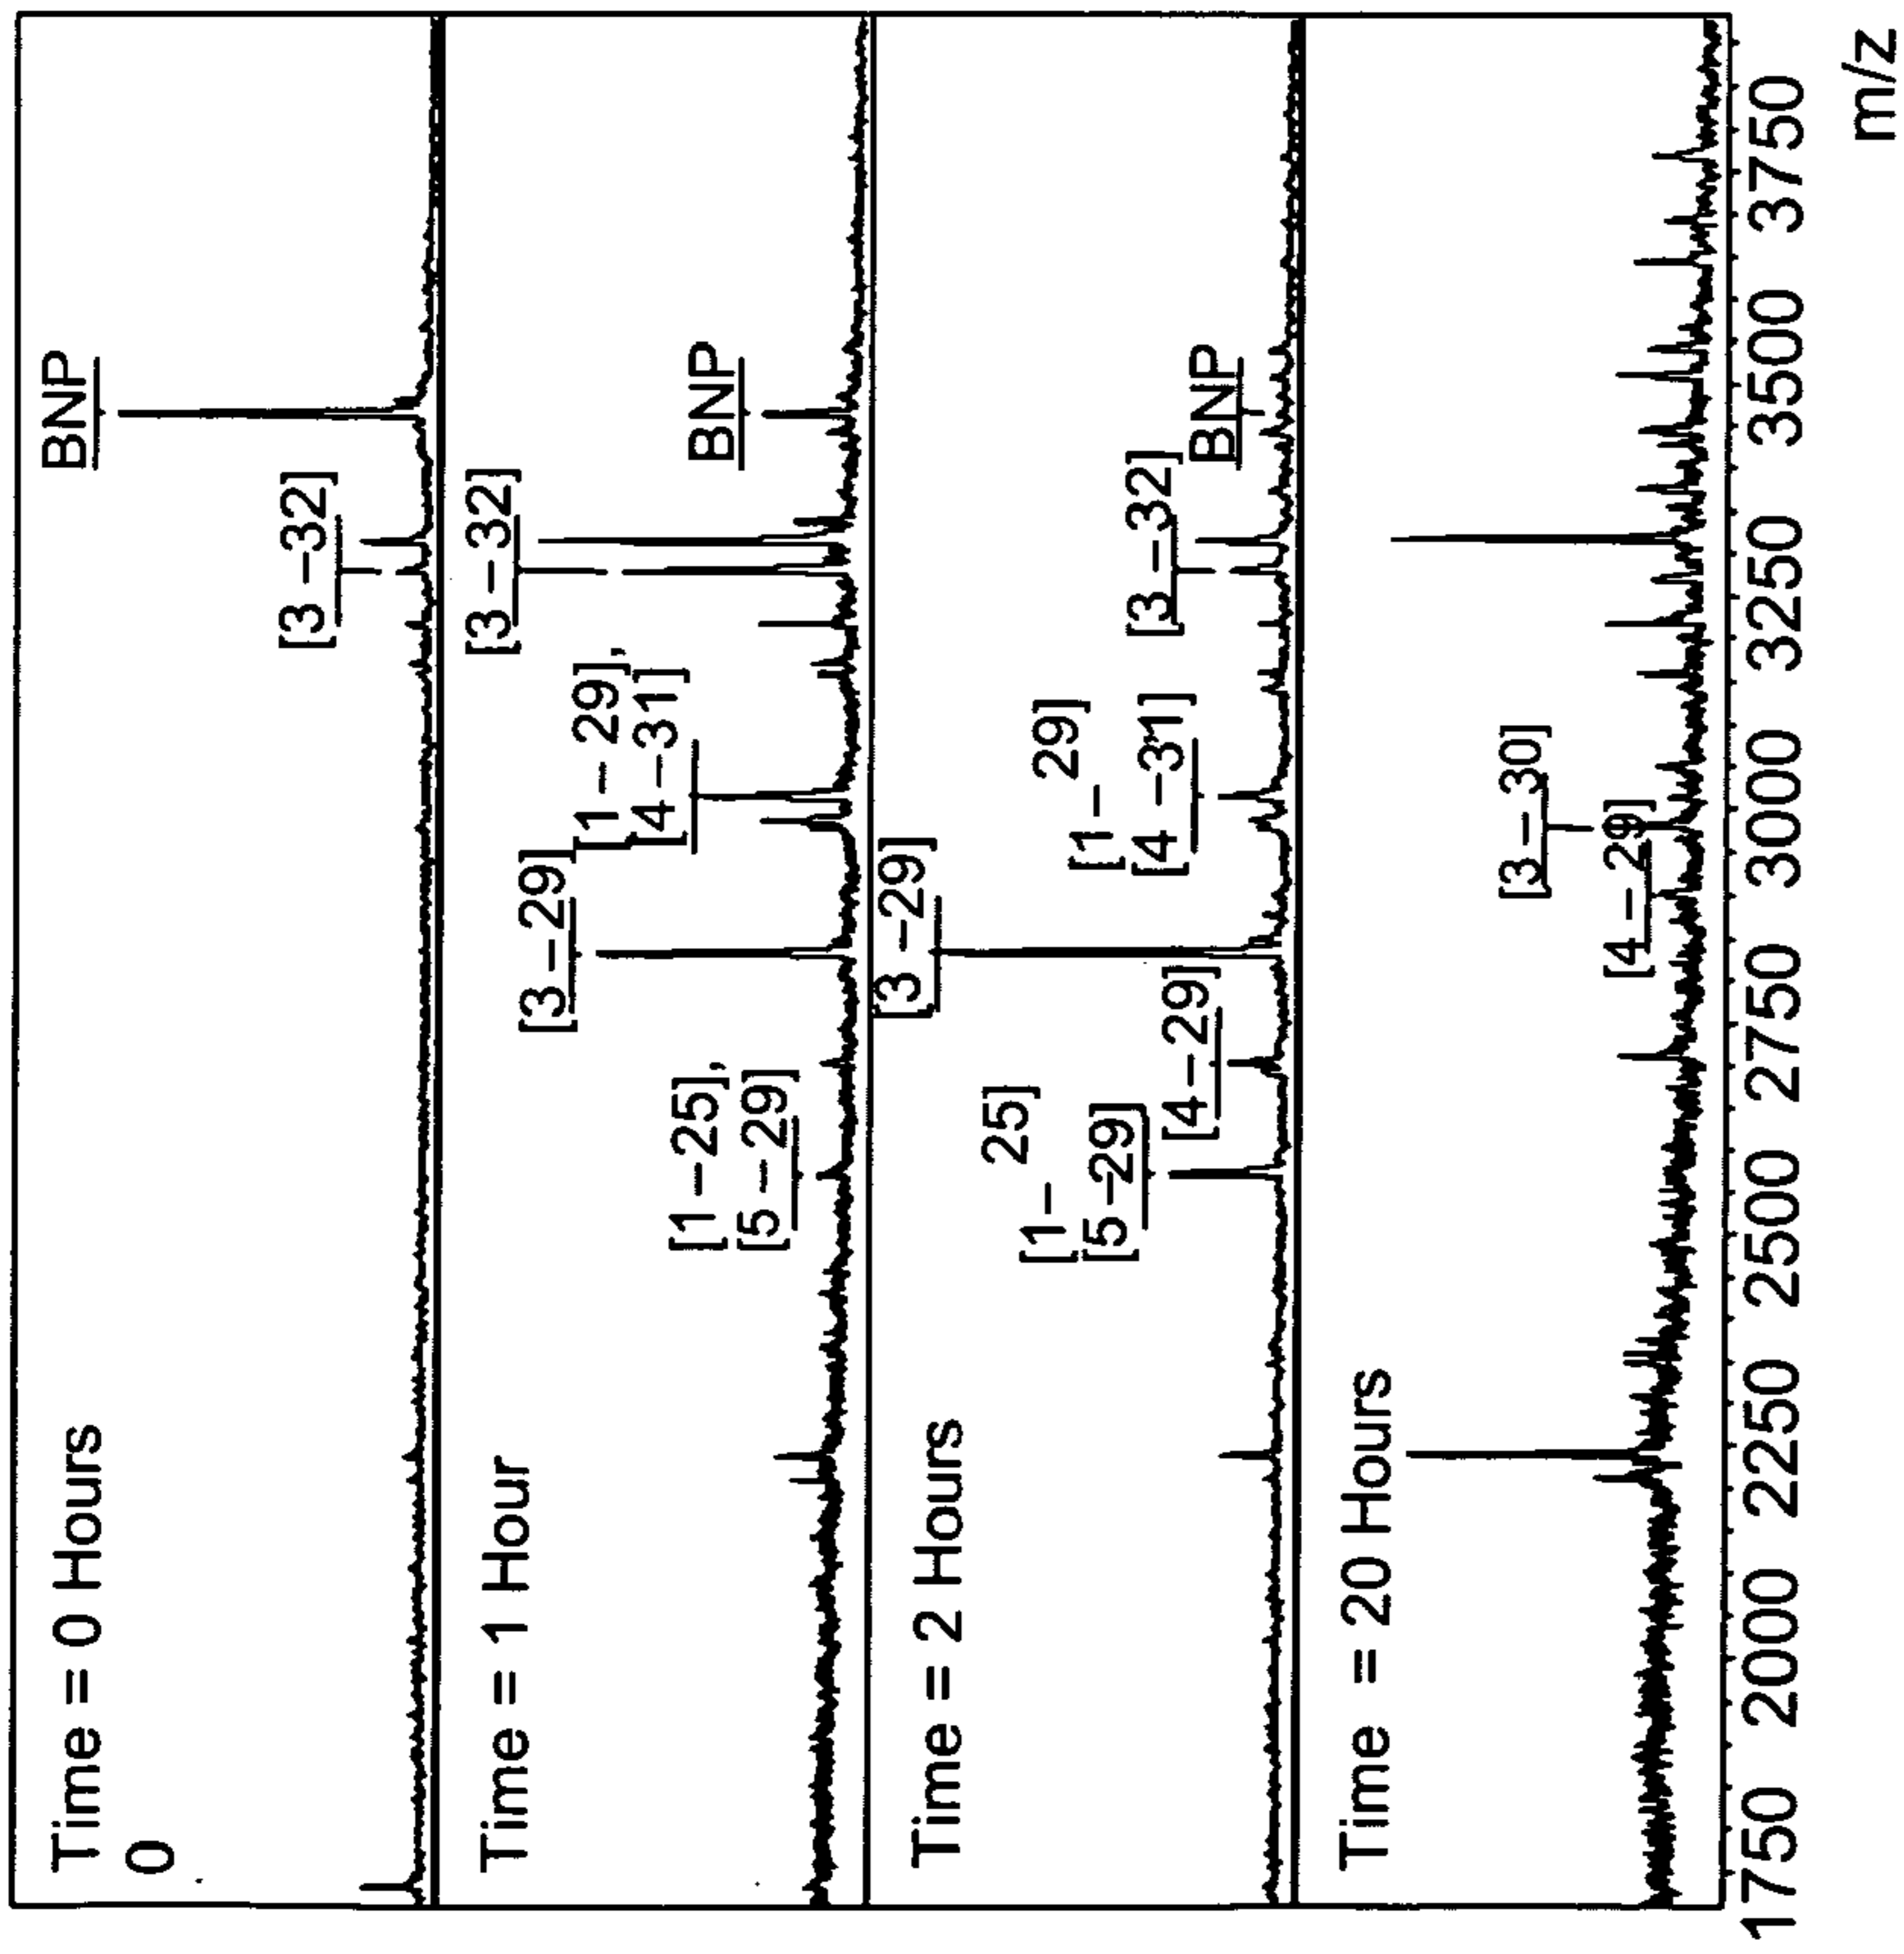 Time = 0 Hours
0
[3–32]
BNP
Time = 1 Hour
[1–25],
[5–29]
[3–29]
[1–29],
[4–31]
[3–32]
BNP
Time = 2 Hours
[1– 25]
[5–29]
[4–29]
[3–29]
[1– 29]
[4–31]
[3–32]
BNP
Time = 20 Hours
[4–29]
[3–30]
1750 2000 2250 2500 2750 3000 3250 3500 3750
m/z